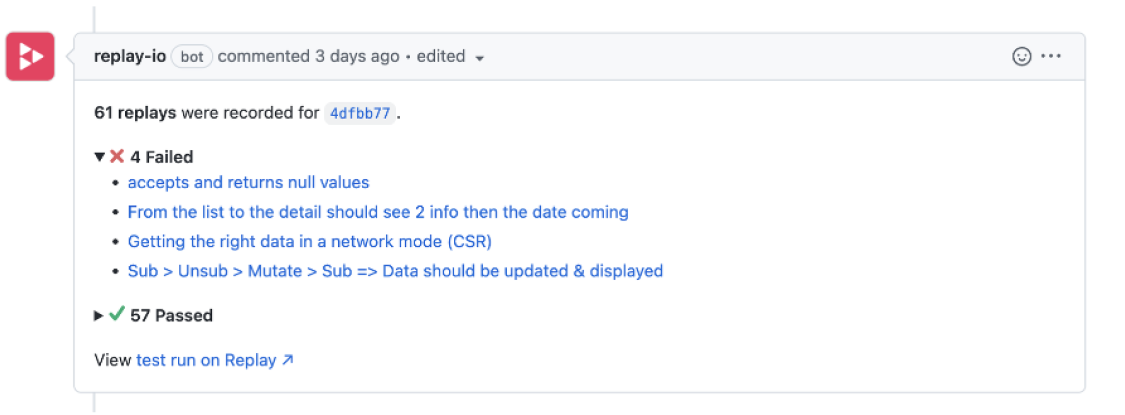 replay-io bot commented 3 days ago • edited
61 replays were recorded for 4dfbb77.
4 Failed
• accepts and returns null values
• From the list to the detail should see 2 info then the date coming
• Getting the right data in a network mode (CSR)
• Sub > Unsub > Mutate > Sub => Data should be updated & displayed
57 Passed
View test run on Replay ↗